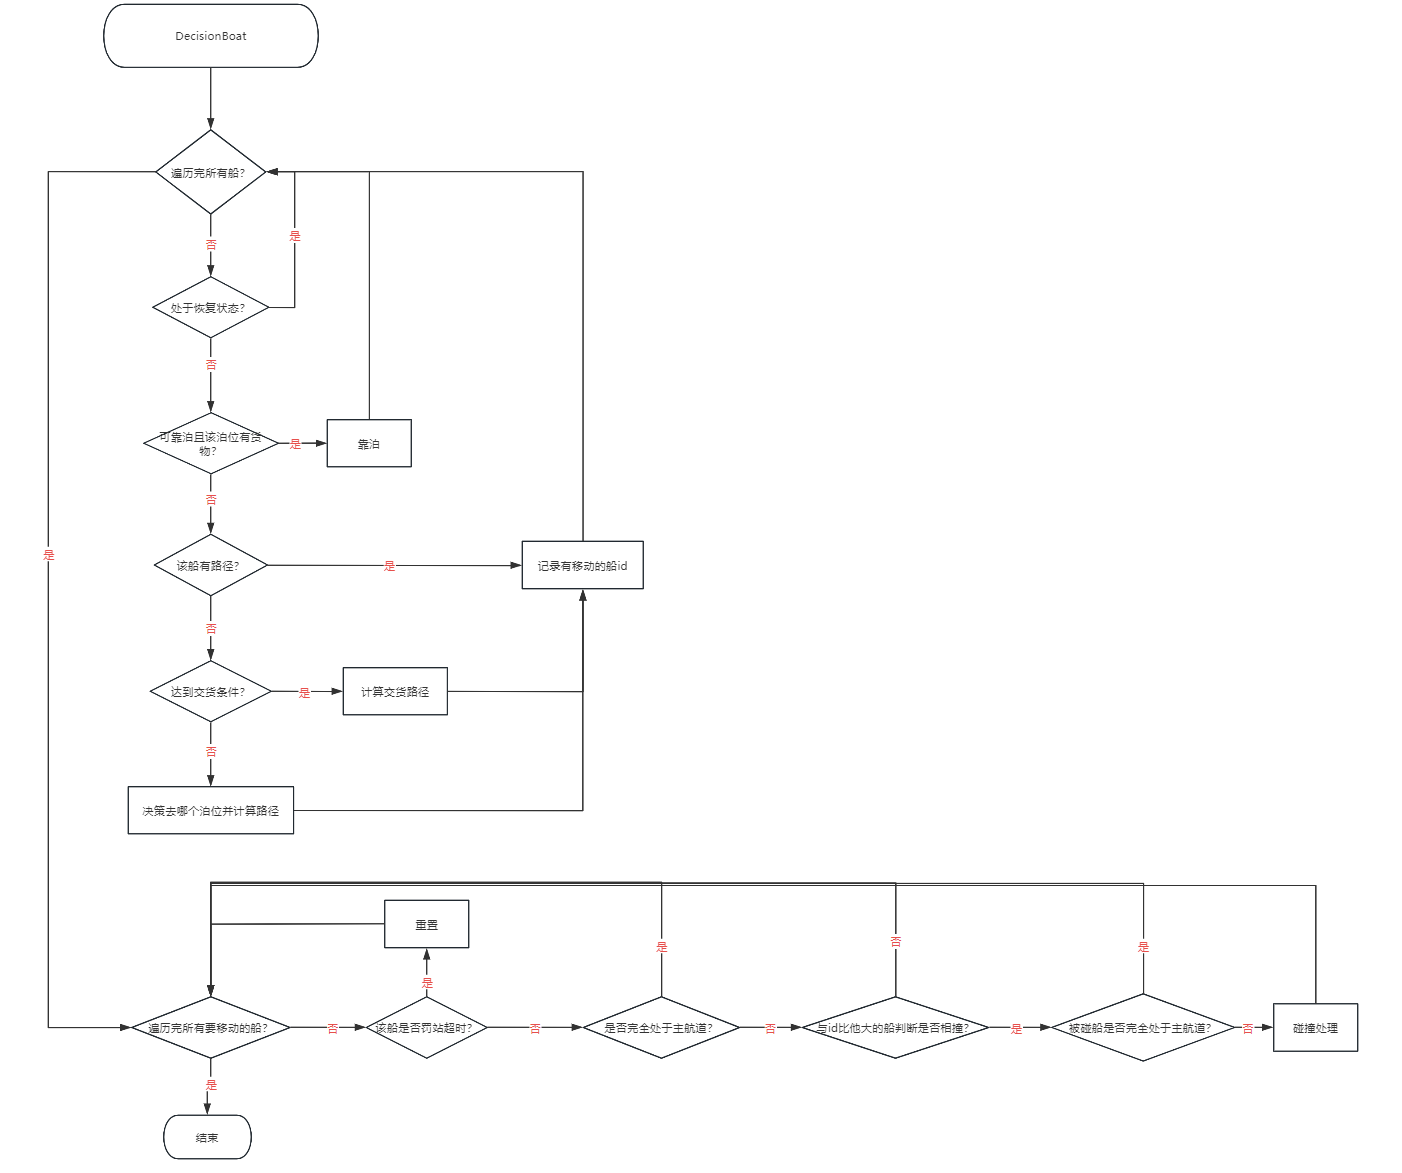 DecisionBoat
遍历完所有船?
否
是
处于恢复状态?
否
可靠泊且该泊位有货
物?
是
靠泊
否
是
该船有路径?
是
记录有移动的船id
否
达到交货条件?
是
计算交货路径
否
决策去哪个泊位并计算路径
重置
是
否
是
是
遍历完所有要移动的船?
否
该船是否罚站超时?
否
是否完全处于主航道?
否
与id比他大的船判断是否相撞?
是
被碰船是否完全处于主航道?
否
碰撞处理
是
结束